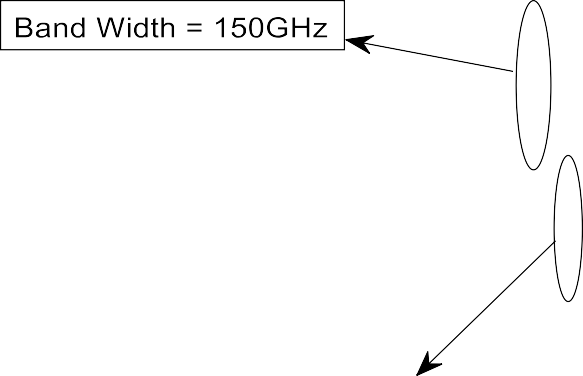 Band Width = 150GHz